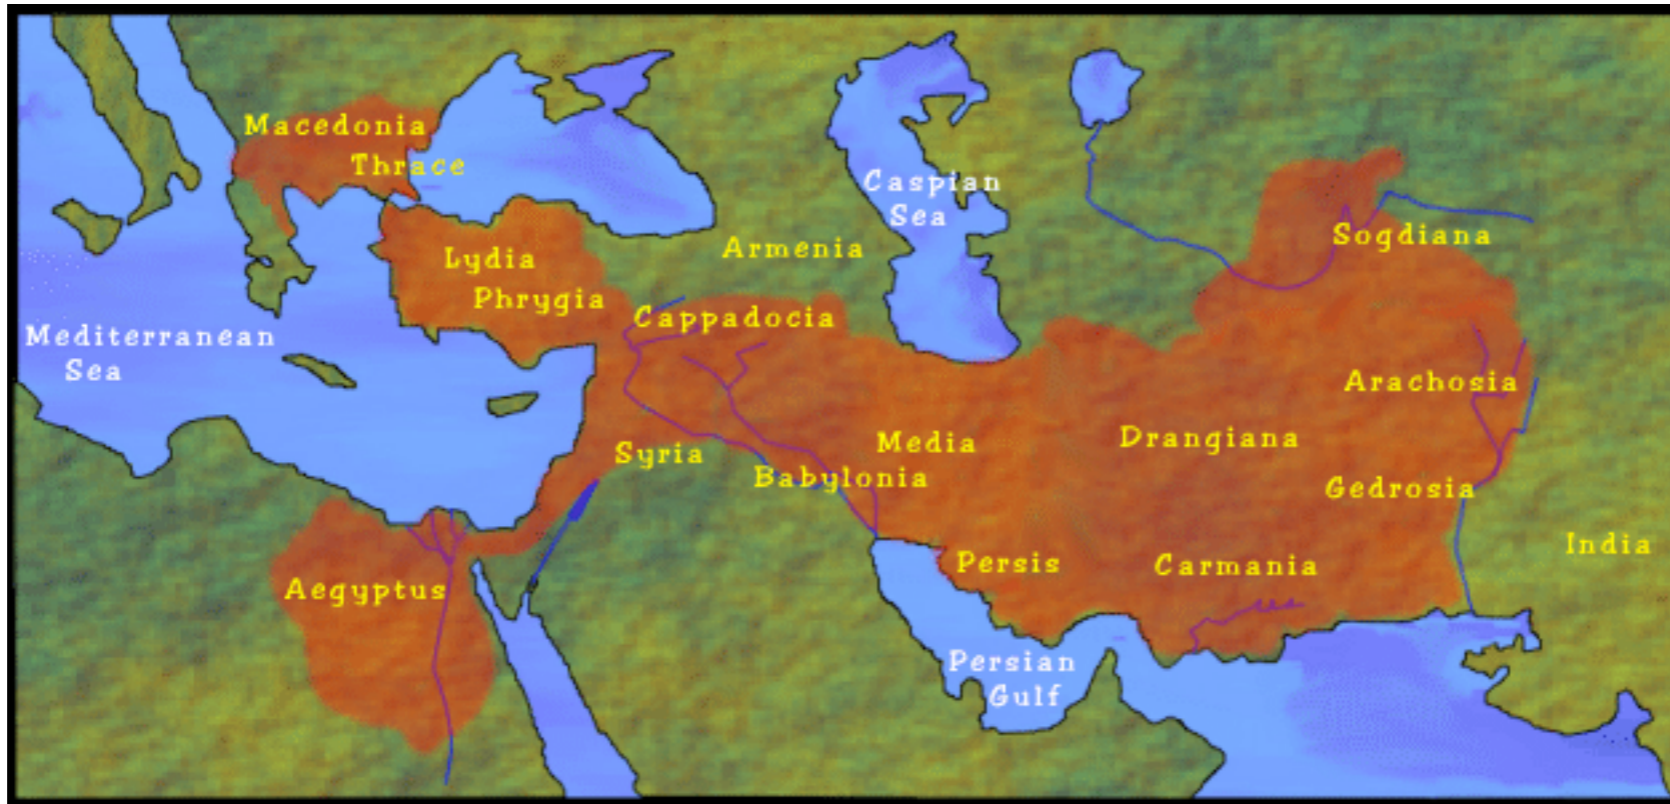 Macedonia
Thrace
Caspian
Sea
Sogdiana
Armenia
Lydia
Phrygia
Cappadocia
Mediterranean
Sea
Arachosia
Drangiana
Media
Syria
Babylonia
Gedrosia
India
Persis
Carmania
Aegyptus
Persian
Gulf